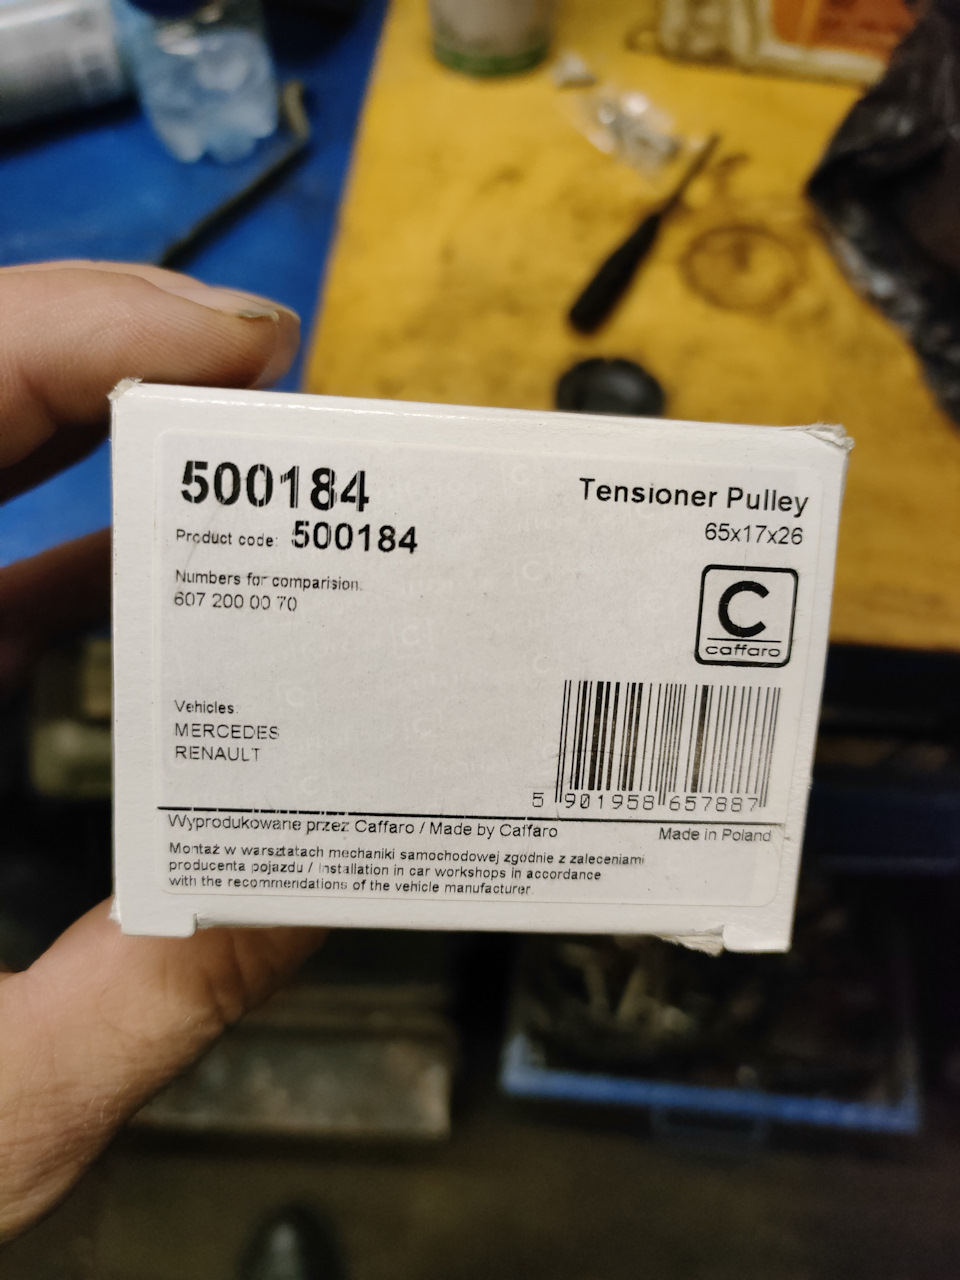 500184
Tensioner Pulley
Product code: 500184
65x17x26
Numbers for comparision:
607 200 00 70
C
caffaro
Vehicles:
MERCEDES
RENAULT
5 901958 657887
Wyprodukowane przez Caffaro / Made by Caffaro
Made in Poland
Montaż w warsztatach mechaniki samochodowej zgodnie z zaleceniami
producenta pojazdu / Installation in car workshops in accordance
with the recommendations of the vehicle manufacturer.